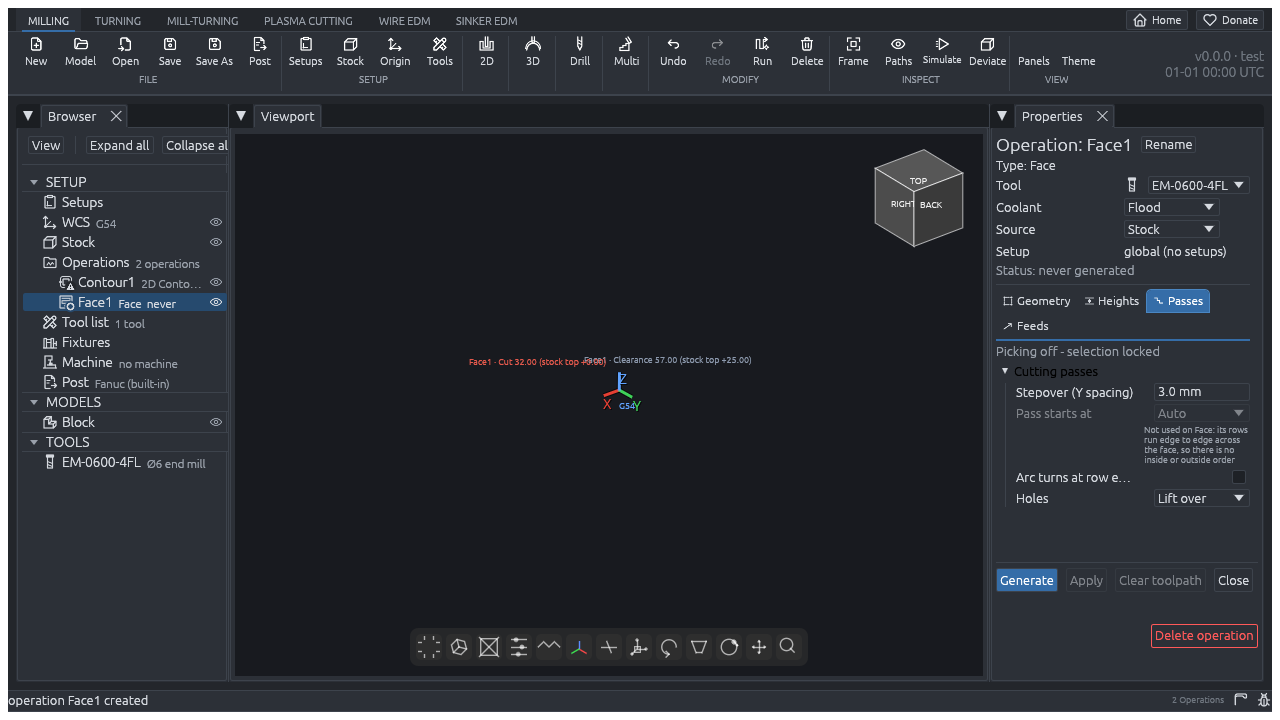 MILLING TURNING MILL-TURNING PLASMA CUTTING WIRE EDM SINKER EDM Home Donate
New Model Open Save Save As Post Setups Stock Origin Tools 2D 3D Drill Multi Undo Redo Run Delete Frame Paths Simulate Deviate Panels Theme
FILE SETUP MODIFY INSPECT VIEW
v0.0.0 · test
01-01 00:00 UTC
Browser
View Expand all Collapse al
SETUP
Setups
WCS G54
Stock
Operations 2 operations
Contour1 2D Conto...
Face1 Face never
Tool list 1 tool
Fixtures
Machine no machine
Post Fanuc (built-in)
MODELS
Block
TOOLS
EM-0600-4FL Ø6 end mill
Viewport
TOP
RIGHT BACK
Face1 - Cut 32.00 (stock top
Face1 - Clearance 57.00 (stock top +25.00)
Z
X G54 Y
Properties
Operation: Face1 Rename
Type: Face
Tool EM-0600-4FL
Coolant Flood
Source Stock
Setup global (no setups)
Status: never generated
Geometry Heights Passes
Feeds
Picking off - selection locked
Cutting passes
Stepover (Y spacing) 3.0 mm
Pass starts at Auto
Not used on Face: its rows
run edge to edge across
the face, so there is no
inside or outside order
Arc turns at row e...
Holes Lift over
Generate Apply Clear toolpath Close
Delete operation
operation Face1 created 2 Operations